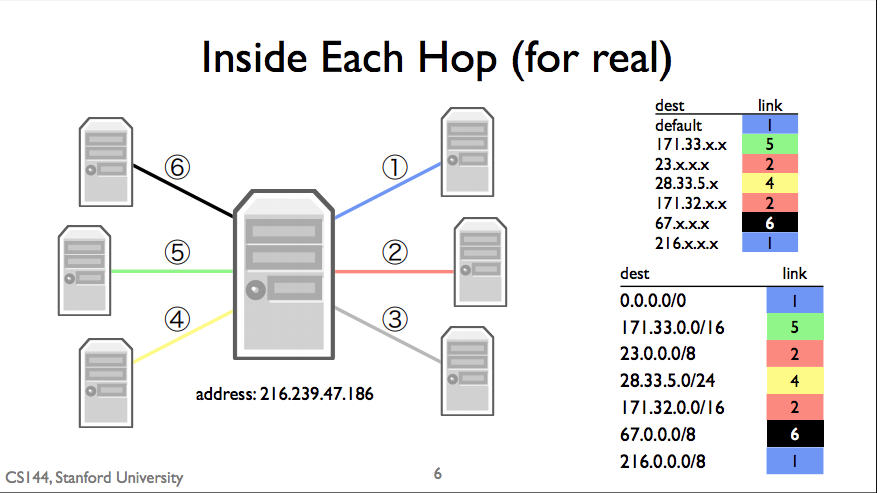 Inside Each Hop (for real)
⑥
①
⑤
②
④
③
address: 216.239.47.186
dest link
default 1
171.33.x.x 5
23.x.x.x 2
28.33.5.x 4
171.32.x.x 2
67.x.x.x 6
216.x.x.x 1
dest link
0.0.0.0/0 1
171.33.0.0/16 5
23.0.0.0/8 2
28.33.5.0/24 4
171.32.0.0/16 2
67.0.0.0/8 6
216.0.0.0/8 1
CS144, Stanford University
6